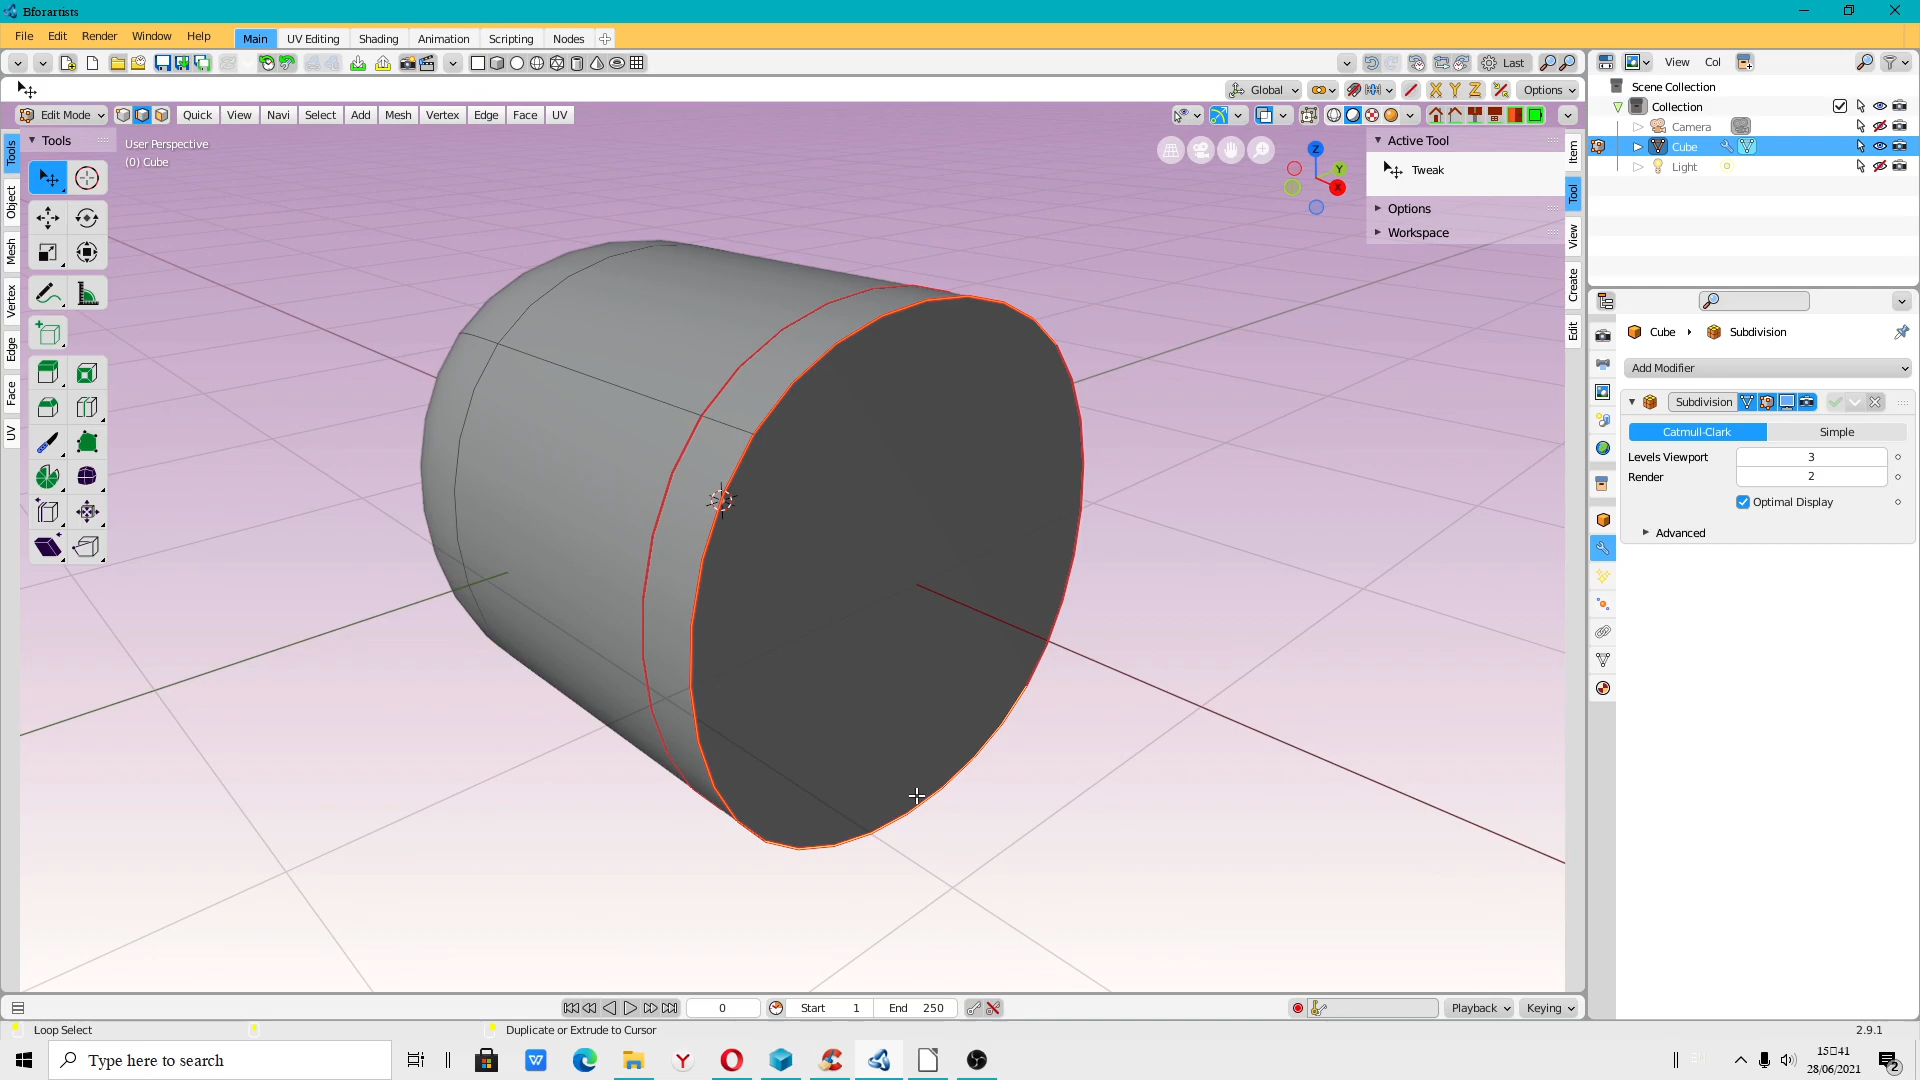 Bforartists
File Edit Render Window Help Main UV Editing Shading Animation Scripting Nodes
Last
View Col
Global
X Y Z
Options
Edit Mode Quick View Navi Select Add Mesh Vertex Edge Face UV
Tools
User Perspective
(0) Cube
Active Tool
Tweak
Options
Workspace
Z
Y
X
Tools
Object
Mesh
Vertex
Edge
Face
UV
Item
Tool
View
Create
Edit
Scene Collection
Collection
Camera
Cube
Light
Cube Subdivision
Add Modifier
Subdivision
Catmull-Clark Simple
Levels Viewport 3
Render 2
Optimal Display
Advanced
0 Start 1 End 250 Playback Keying
Loop Select Duplicate or Extrude to Cursor 2.9.1
Type here to search
15▯41
28/06/2021
2